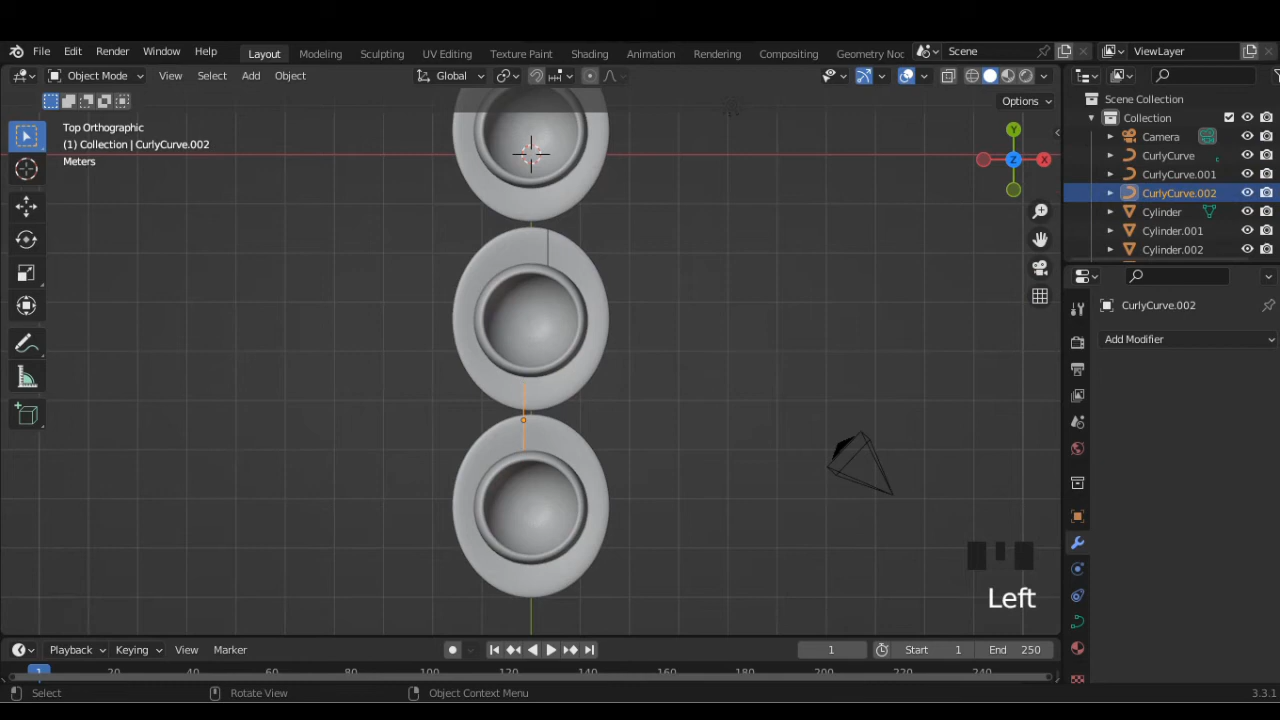 File Edit Render Window Help Layout Modeling Sculpting UV Editing Texture Paint Shading Animation Rendering Compositing Geometry Noc Scene ViewLayer
Object Mode View Select Add Object Global
Options
Top Orthographic
(1) Collection | CurlyCurve.002
Meters
Y
Z
X
Scene Collection
Collection
Camera
CurlyCurve
CurlyCurve.001
CurlyCurve.002
Cylinder
Cylinder.001
Cylinder.002
CurlyCurve.002
Add Modifier
Left
Playback Keying View Marker 1 Start 1 End 250
1 20 40 60 80 100 120 140 160 180 200 220 240
Select Rotate View Object Context Menu 3.3.1